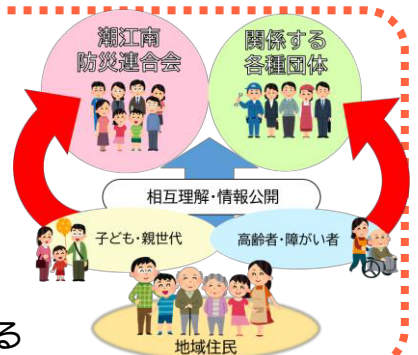 潮江南
防災連合会
関係する
各種団体
相互理解・情報公開
子ども・親世代
高齢者・障がい者
る
地域住民